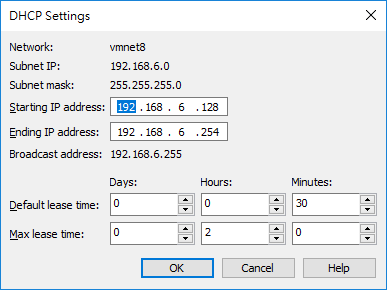 DHCP Settings
Network: vmnet8
Subnet IP: 192.168.6.0
Subnet mask: 255.255.255.0
Starting IP address: 192 . 168 . 6 . 128
Ending IP address: 192 . 168 . 6 . 254
Broadcast address: 192.168.6.255
Days: Hours: Minutes:
Default lease time: 0 0 30
Max lease time: 0 2 0
OK Cancel Help